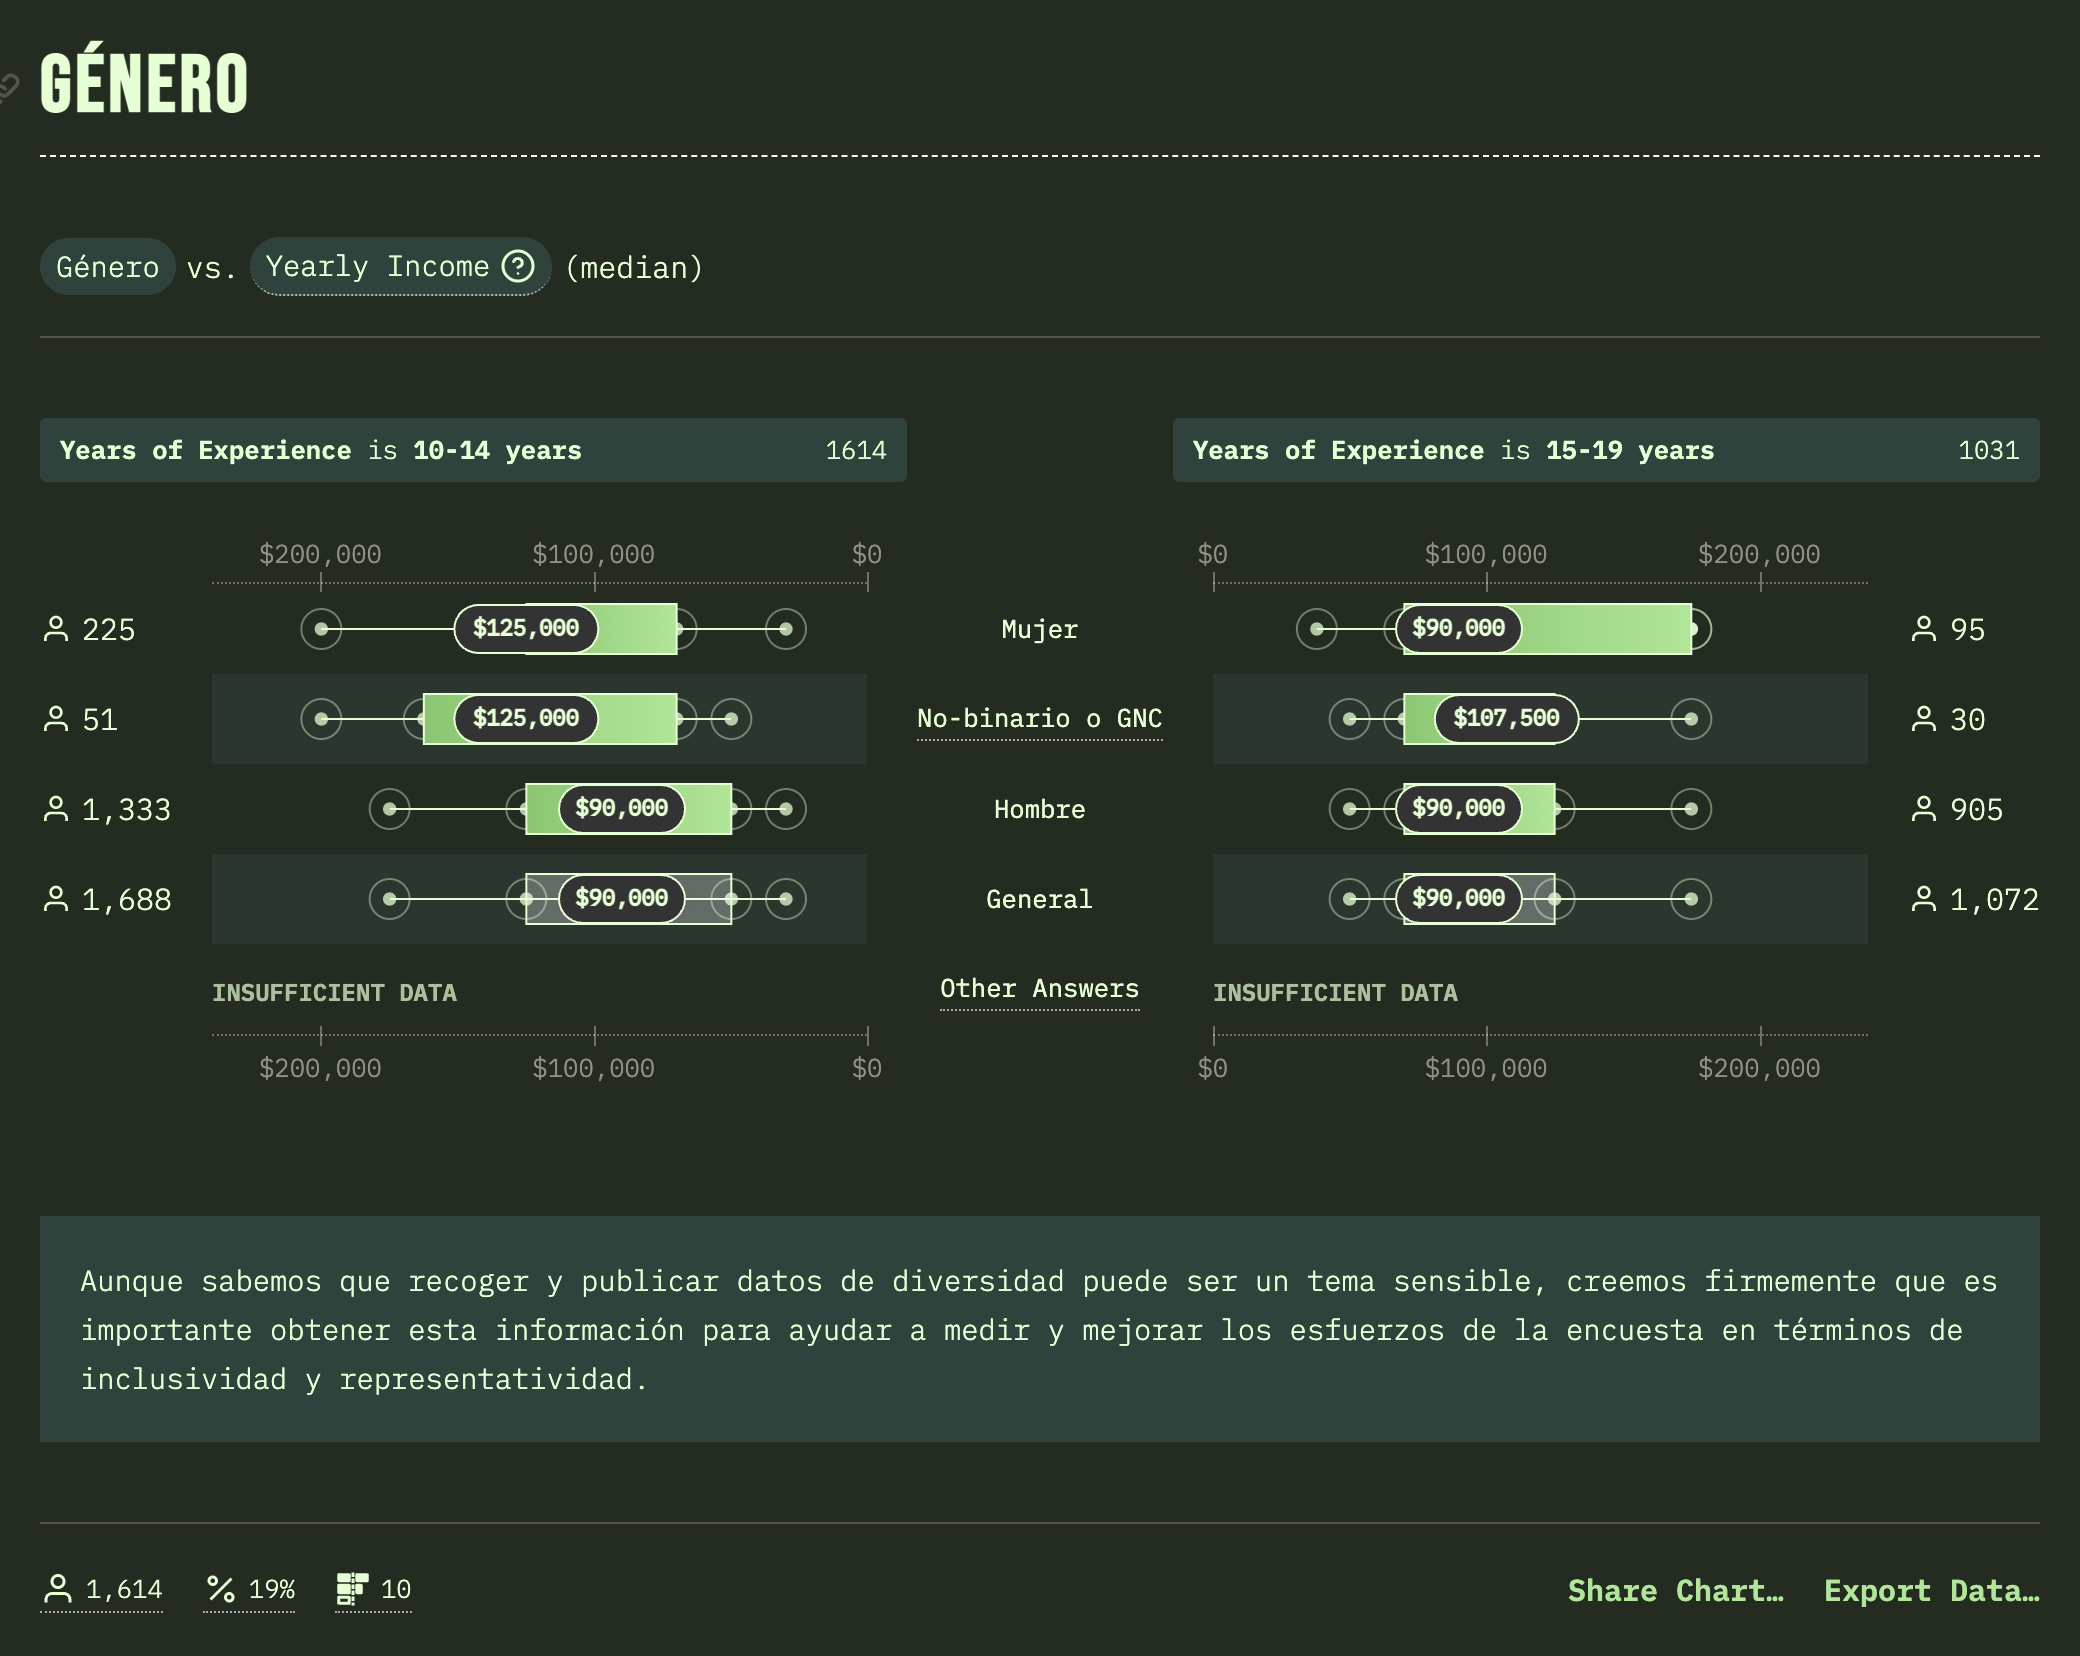 GÉNERO
Género vs. Yearly Income (median)
Years of Experience is 10-14 years 1614
Years of Experience is 15-19 years 1031
$200,000 $100,000 $0
$0 $100,000 $200,000
225 $125,000 Mujer $90,000 95
51 $125,000 No-binario o GNC $107,500 30
1,333 $90,000 Hombre $90,000 905
1,688 $90,000 General $90,000 1,072
INSUFFICIENT DATA Other Answers INSUFFICIENT DATA
$200,000 $100,000 $0
$0 $100,000 $200,000
Aunque sabemos que recoger y publicar datos de diversidad puede ser un tema sensible, creemos firmemente que es
importante obtener esta información para ayudar a medir y mejorar los esfuerzos de la encuesta en términos de
inclusividad y representatividad.
1,614 19% 10 Share Chart… Export Data…